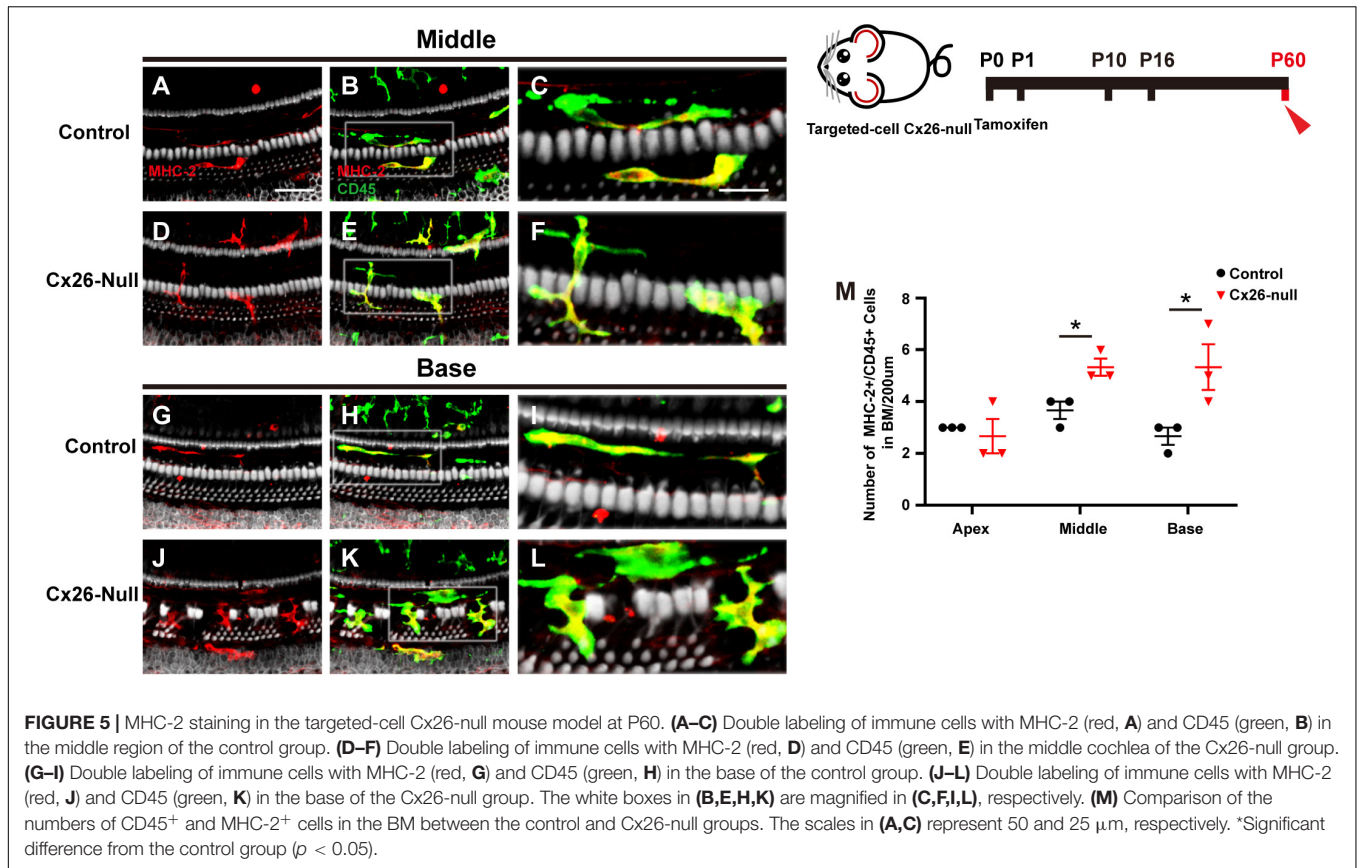 Middle
A
B
C
Control
MHC-2
MHC-2
CD45
D
E
F
Cx26-Null
Base
G
H
I
Control
J
K
L
Cx26-Null
Targeted-cell Cx26-null
P0 P1 P10 P16 P60
Tamoxifen
M
Control
Cx26-null
Number of MHC-2+/CD45+ Cells
in BM/200um
8
6
4
2
0
*
*
Apex Middle Base
FIGURE 5 | MHC-2 staining in the targeted-cell Cx26-null mouse model at P60. (A–C) Double labeling of immune cells with MHC-2 (red, A) and CD45 (green, B) in
the middle region of the control group. (D–F) Double labeling of immune cells with MHC-2 (red, D) and CD45 (green, E) in the middle cochlea of the Cx26-null group.
(G–I) Double labeling of immune cells with MHC-2 (red, G) and CD45 (green, H) in the base of the control group. (J–L) Double labeling of immune cells with MHC-2
(red, J) and CD45 (green, K) in the base of the Cx26-null group. The white boxes in (B,E,H,K) are magnified in (C,F,I,L), respectively. (M) Comparison of the
numbers of CD45+ and MHC-2+ cells in the BM between the control and Cx26-null groups. The scales in (A,C) represent 50 and 25 μm, respectively. *Significant
difference from the control group (p < 0.05).